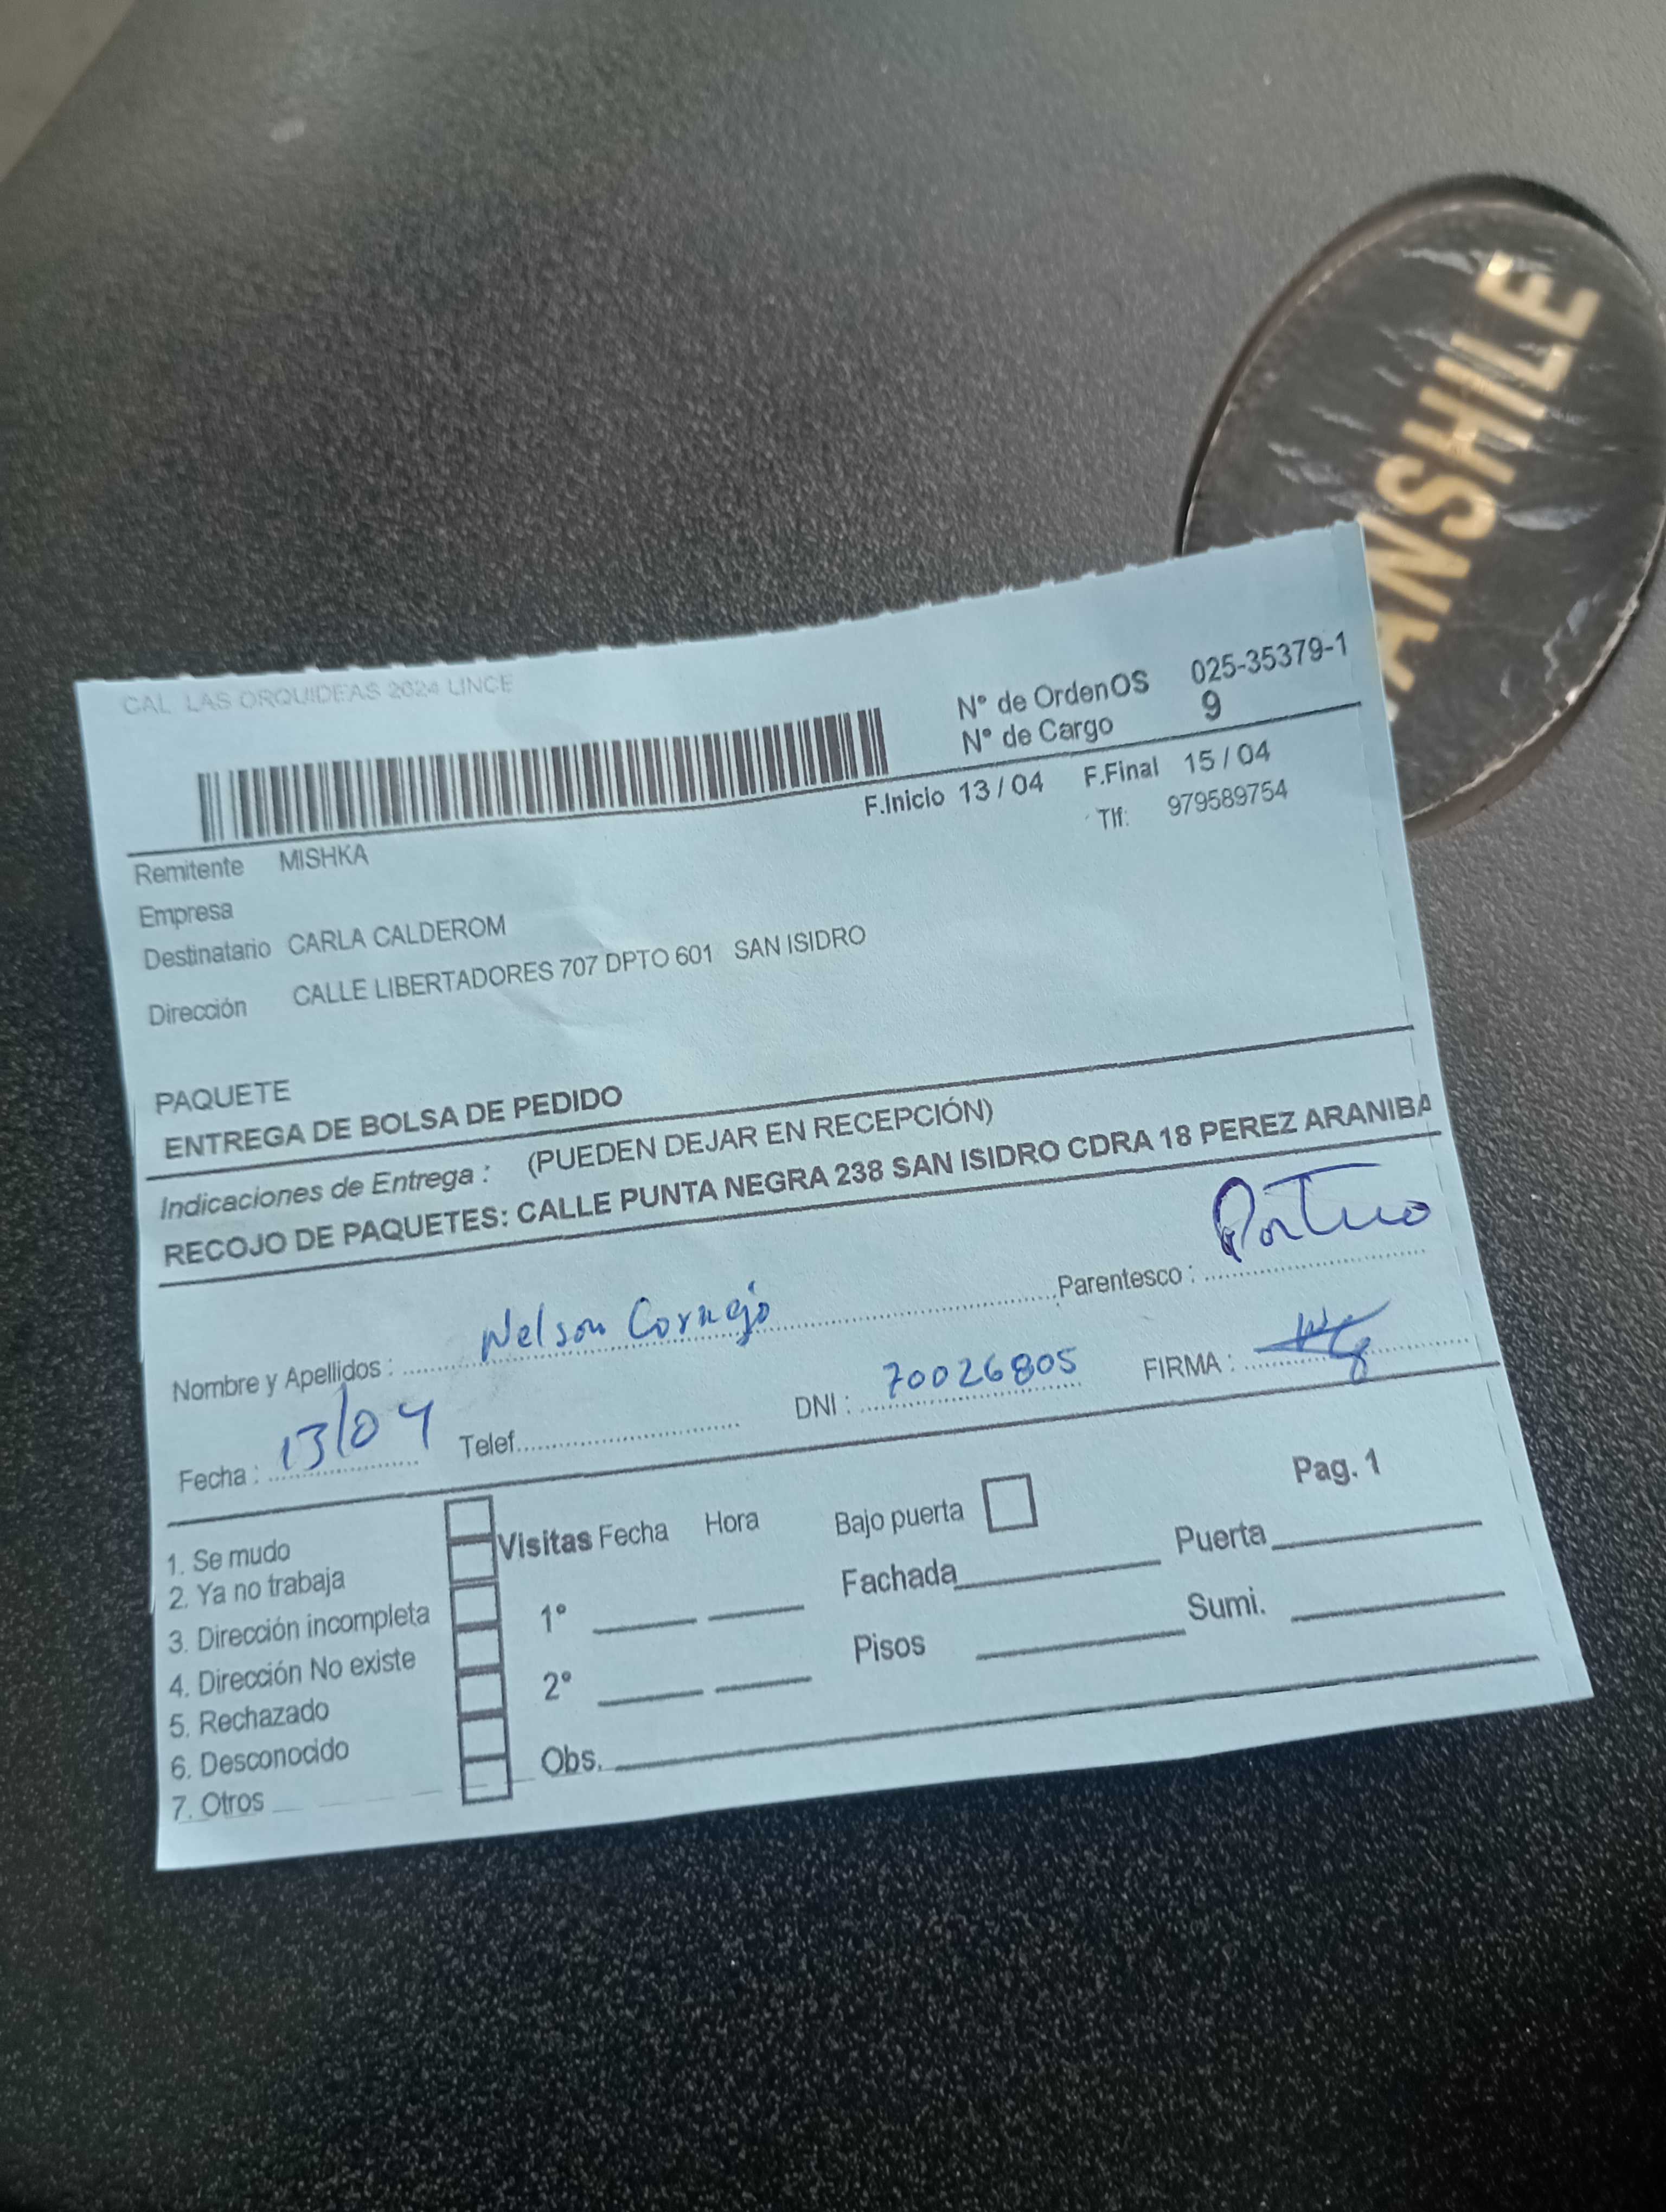 CAL LAS ORQUIDEAS 2624 LINCE
N° de OrdenOS 025-35379-1
N° de Cargo 9
F.Inicio 13 / 04 F.Final 15 / 04
Tlf: 979589754
Remitente MISHKA
Empresa
Destinatario CARLA CALDEROM
Dirección CALLE LIBERTADORES 707 DPTO 601 SAN ISIDRO
PAQUETE
ENTREGA DE BOLSA DE PEDIDO
Indicaciones de Entrega : (PUEDEN DEJAR EN RECEPCIÓN)
RECOJO DE PAQUETES: CALLE PUNTA NEGRA 238 SAN ISIDRO CDRA 18 PEREZ ARANIBA
Nombre y Apellidos : Nelson Cornejo Parentesco :
Fecha : 13/04 Telef. DNI : 70026805 FIRMA :
Pag. 1
1. Se mudo
2. Ya no trabaja
3. Dirección incompleta
4. Dirección No existe
5. Rechazado
6. Desconocido
7. Otros
Visitas Fecha Hora
1°
2°
Obs.
Bajo puerta
Fachada Puerta
Pisos Sumi.
ANSHILE